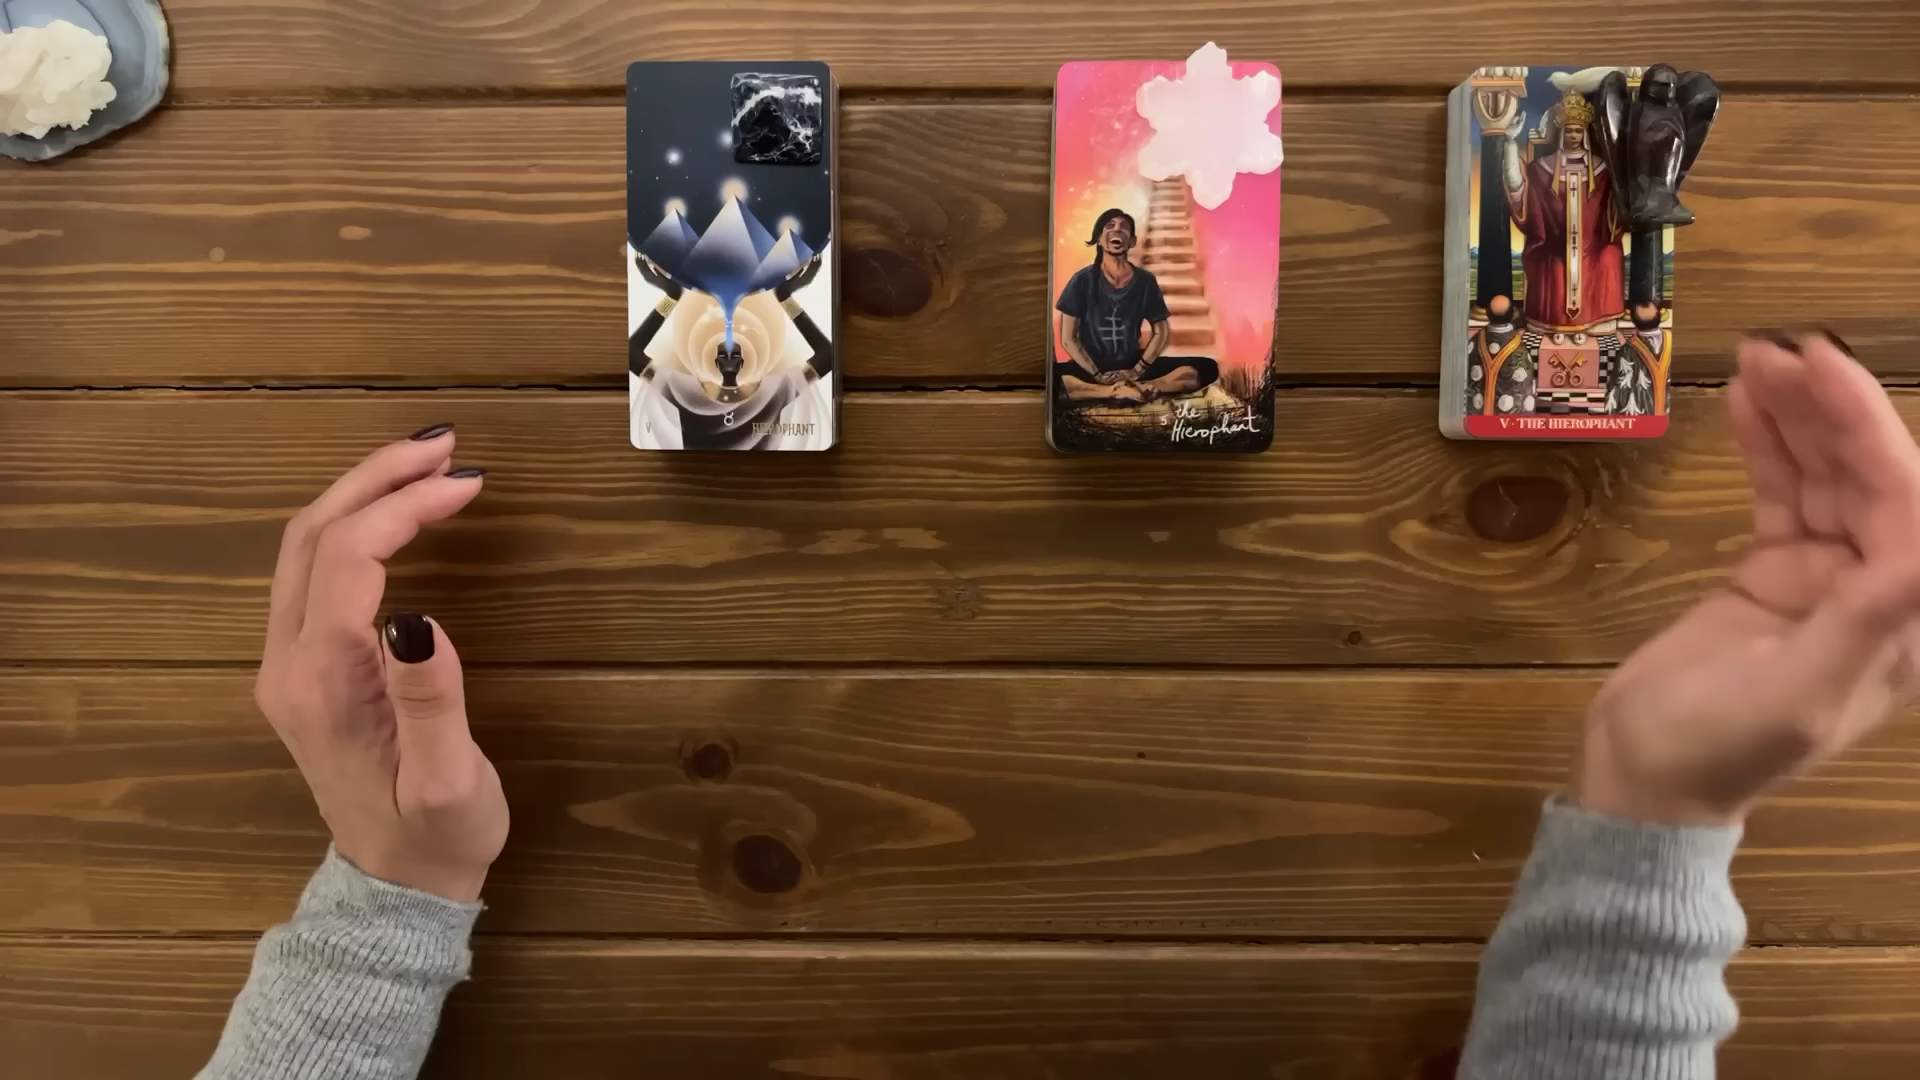 V
HIEROPHANT
5 the
Hierophant
V · THE HIEROPHANT